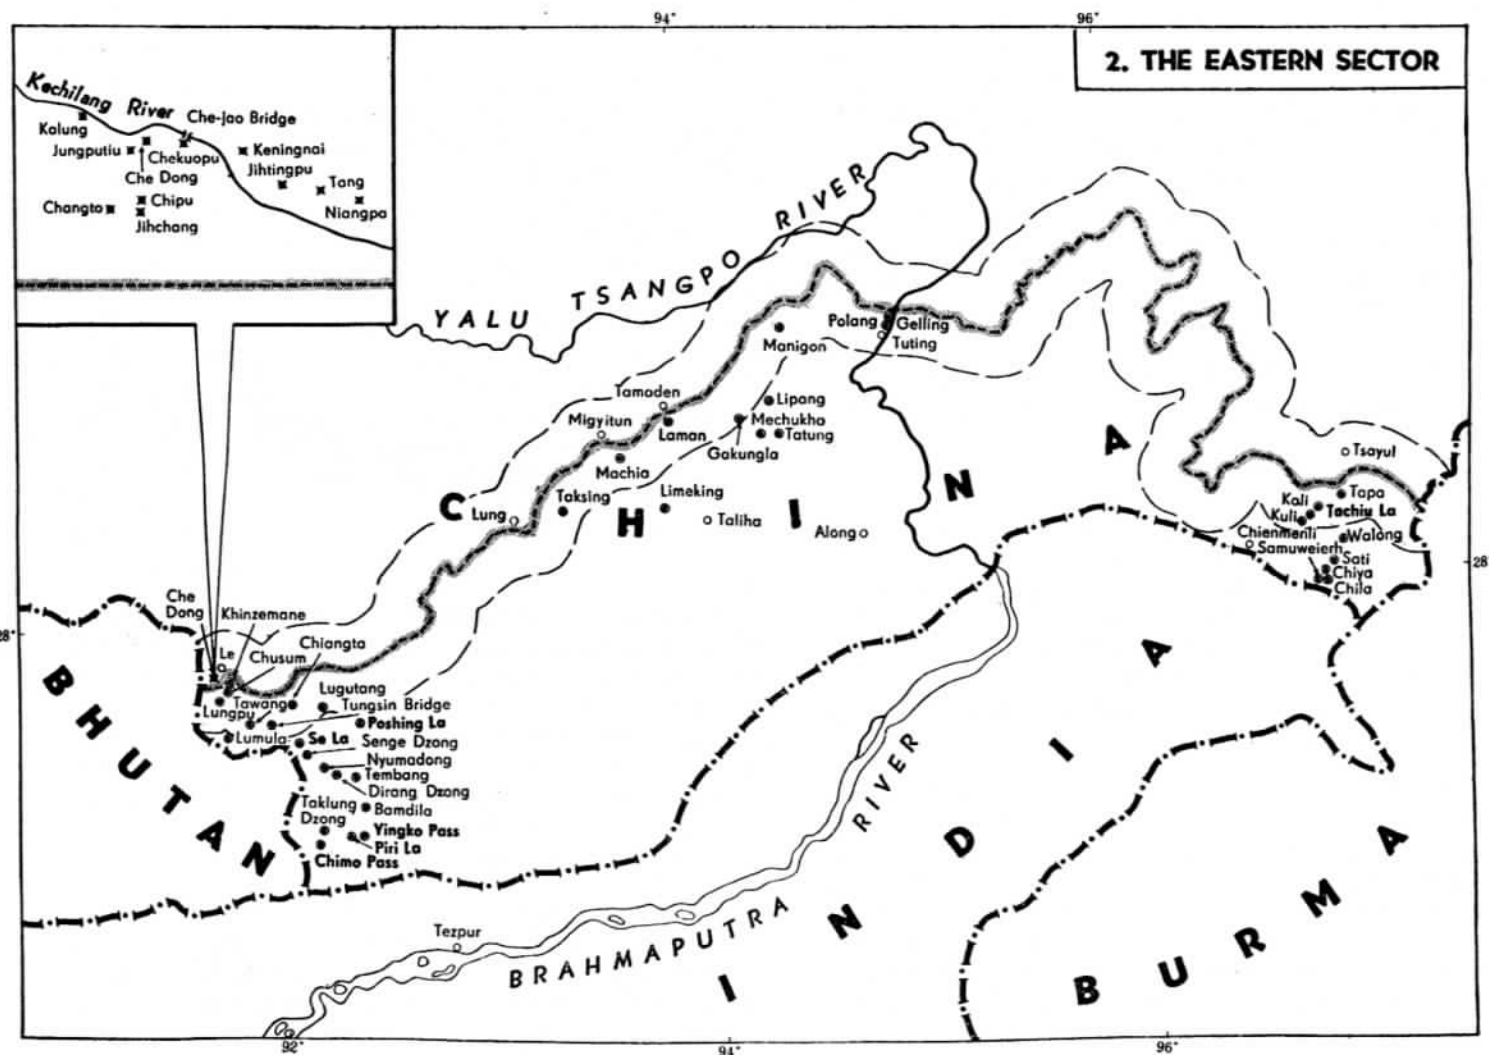 94°
96°
2. THE EASTERN SECTOR
Kechilang River
Che-jao Bridge
Kalung
Jungputiu
Chekuopu
Keningnai
Jihtingpu
Che Dong
Tang
Chipu
Changto
Niangpa
Jihchang
YALU TSANGPO RIVER
Polang
Gelling
Tuting
Manigon
Tamaden
Lipang
Migyitun
Mechukha
Laman
Tatung
Gakungla
Machia
Tsayul
CHINA
Taksing
Limeking
Lung
Taliha
Along
Tapa
Kali
Tachiu La
Kuli
Chienmenli
Walong
Samuweierh
Sati
Chiya
Chila
28°
Che
Dong
Khinzemane
Chiangta
Le
Chusum
28°
Lugutang
Tawang
Tungsin Bridge
Lungpu
Poshing La
Lumula
Se La
Senge Dzong
Nyumadong
Tembang
Dirang Dzong
Taklung
Dzong
Bamdila
Yingko Pass
Piri La
Chimo Pass
BHUTAN
INDIA
BURMA
Tezpur
BRAHMAPUTRA RIVER
92°
94°
96°